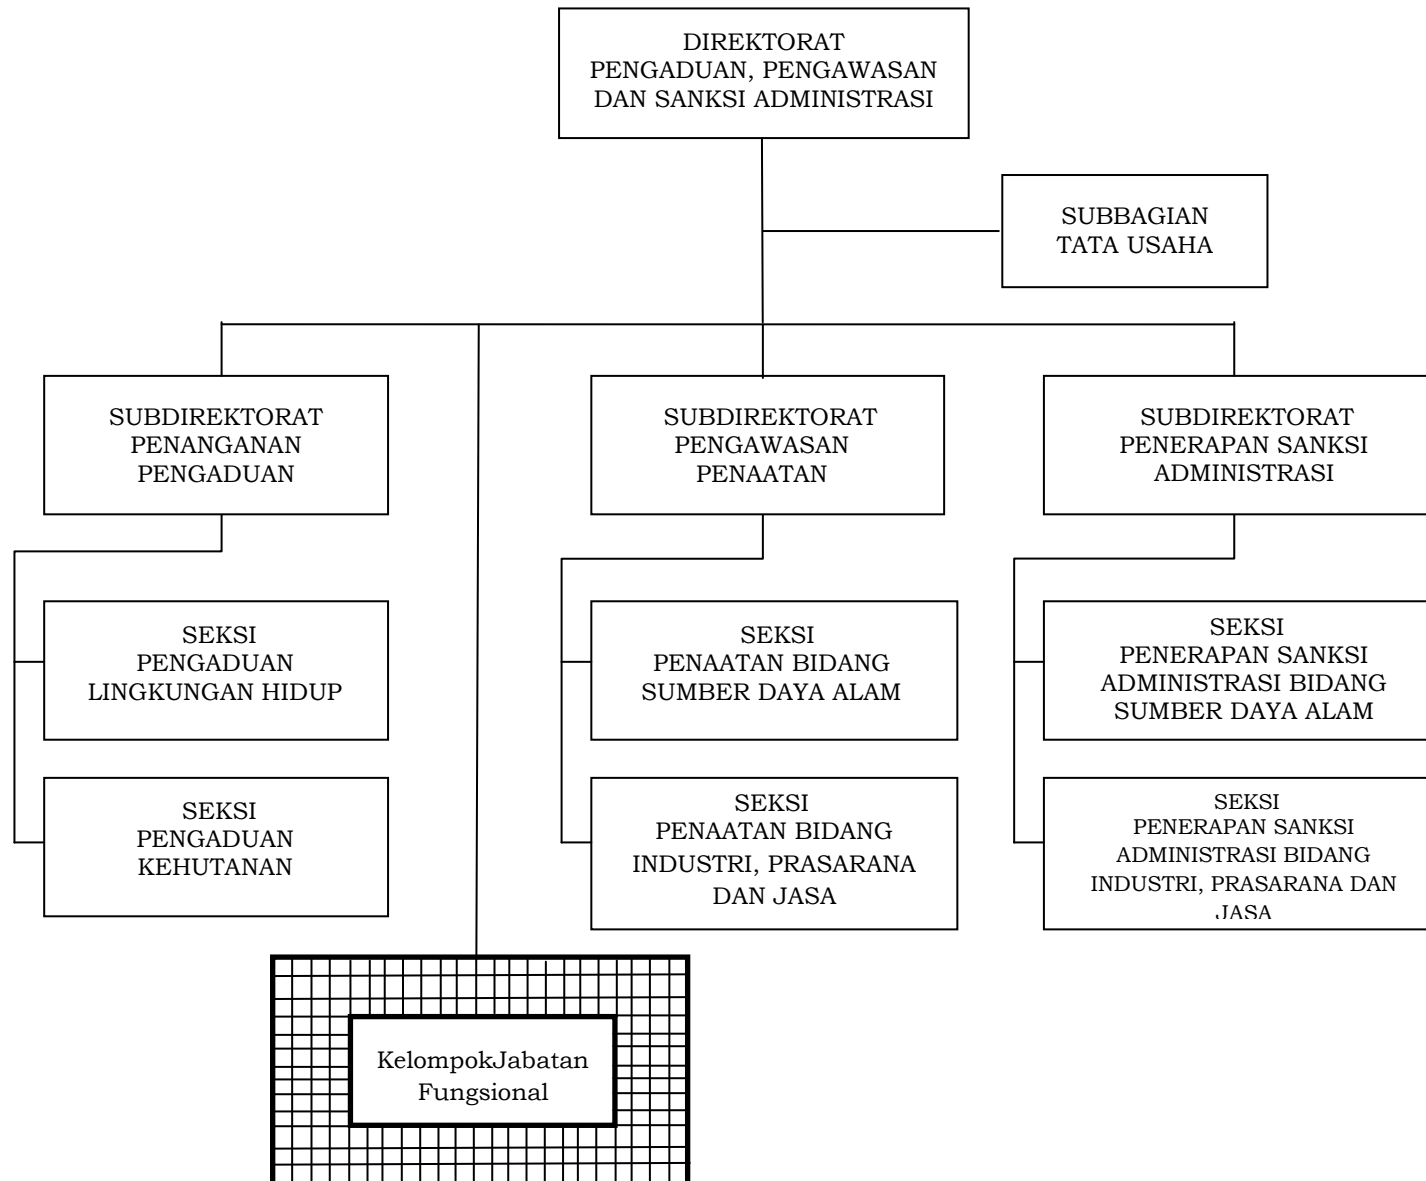 DIREKTORAT
PENGADUAN, PENGAWASAN
DAN SANKSI ADMINISTRASI
SUBBAGIAN
TATA USAHA
SUBDIREKTORAT
PENANGANAN
PENGADUAN
SUBDIREKTORAT
PENGAWASAN
PENAATAN
SUBDIREKTORAT
PENERAPAN SANKSI
ADMINISTRASI
SEKSI
PENGADUAN
LINGKUNGAN HIDUP
SEKSI
PENAATAN BIDANG
SUMBER DAYA ALAM
SEKSI
PENERAPAN SANKSI
ADMINISTRASI BIDANG
SUMBER DAYA ALAM
SEKSI
PENGADUAN
KEHUTANAN
SEKSI
PENAATAN BIDANG
INDUSTRI, PRASARANA
DAN JASA
SEKSI
PENERAPAN SANKSI
ADMINISTRASI BIDANG
INDUSTRI, PRASARANA DAN
JASA
KelompokJabatan
Fungsional